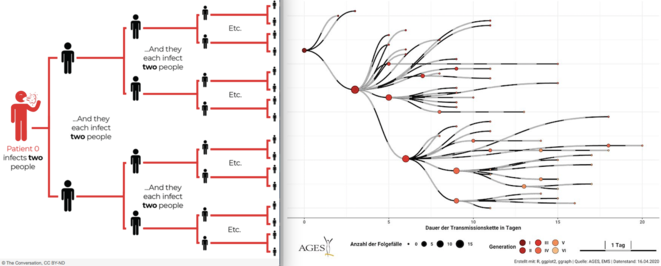 Patient 0
infects two
people
...And they
each infect
two people
...And they
each infect
two people
...And they
each infect
two people
Etc.
Etc.
Etc.
Etc.
© The Conversation, CC BY-ND
0
5
10
15
20
Dauer der Transmissionskette in Tagen
AGES
Anzahl der Folgefälle
0
5
10
15
Generation
I
III
V
II
IV
VI
1 Tag
Erstellt mit: R, ggplot2, ggraph | Quelle: AGES, EMS | Datenstand: 16.04.2020